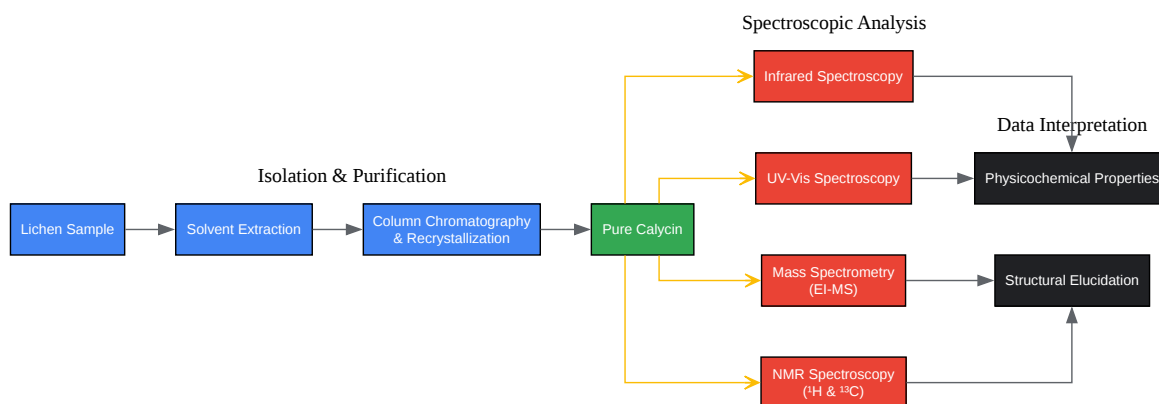 Spectroscopic Analysis
Infrared Spectroscopy
Data Interpretation
Isolation & Purification
UV-Vis Spectroscopy
Physicochemical Properties
Lichen Sample
Solvent Extraction
Column Chromatography
& Recrystallization
Pure Calycin
Mass Spectrometry
(EI-MS)
Structural Elucidation
NMR Spectroscopy
(¹H & ¹³C)